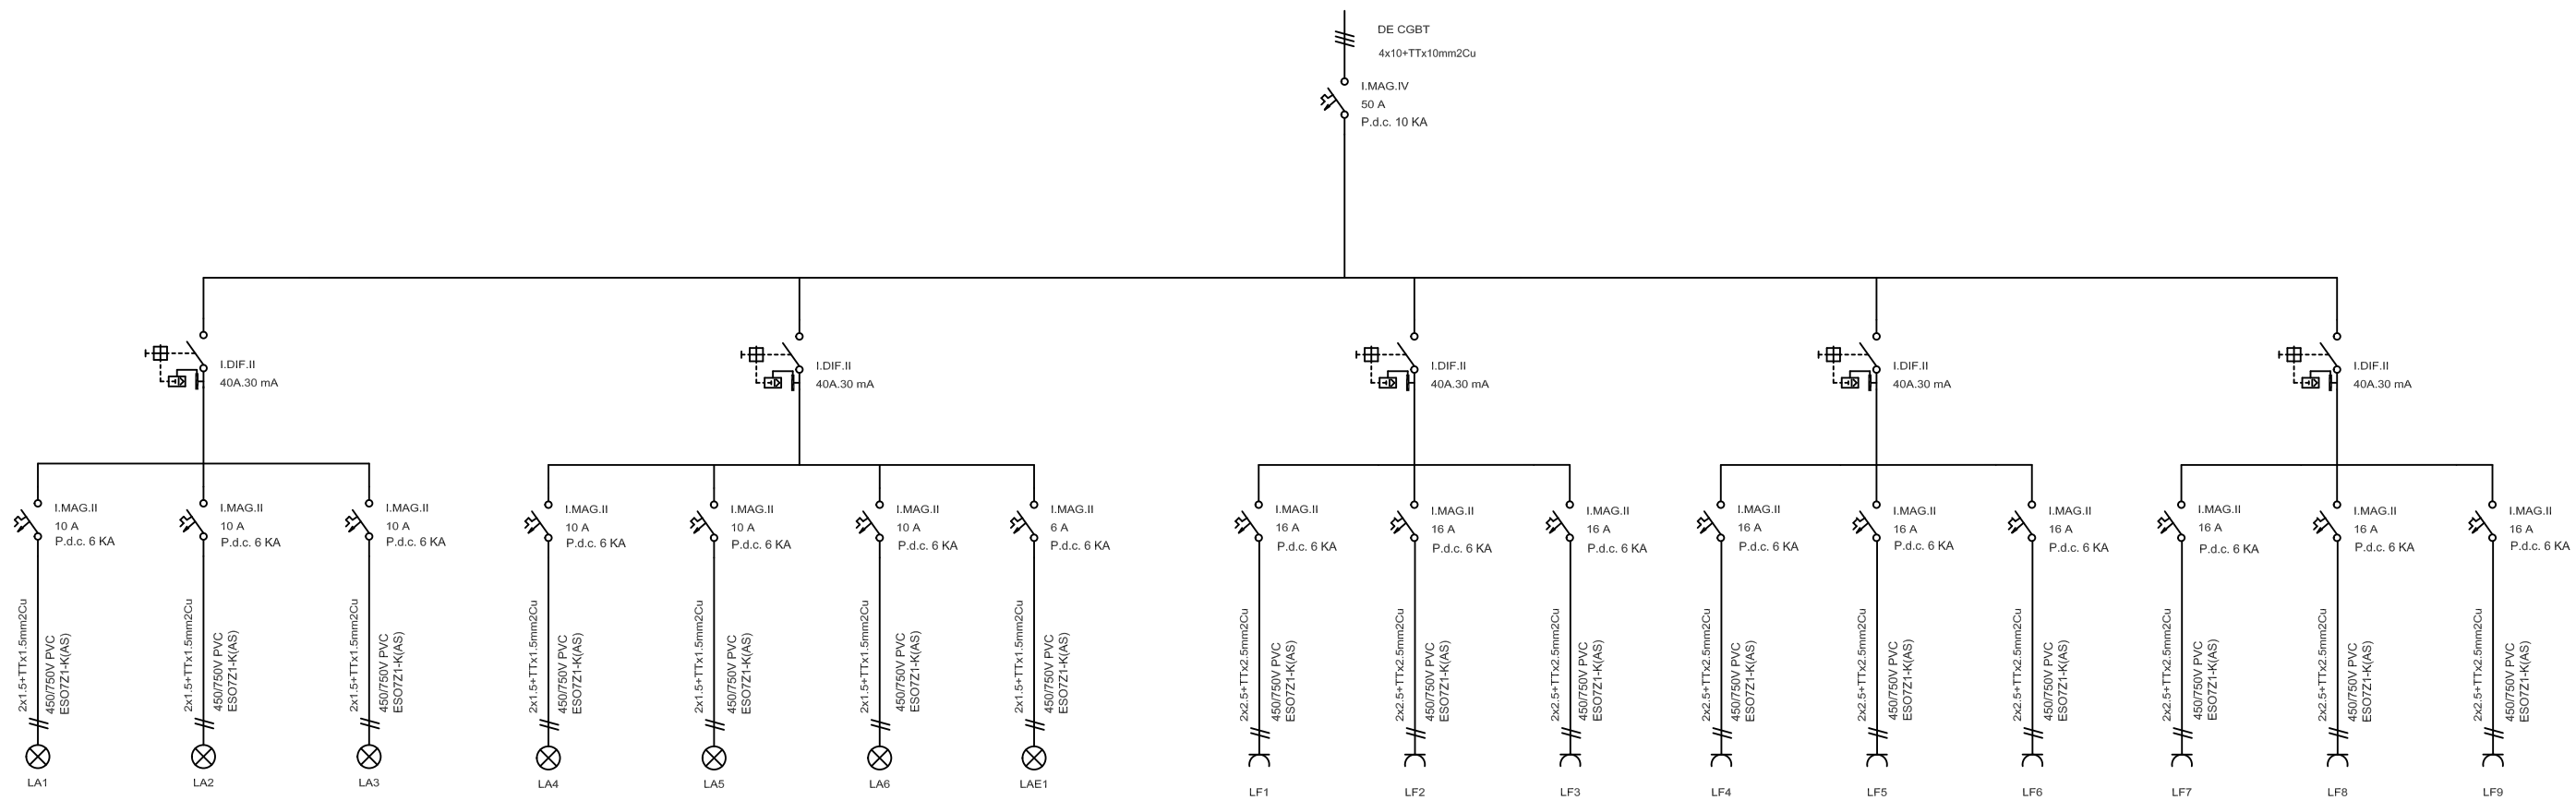 DE CGBT
4x10+TTx10mm2Cu
I.MAG.IV
50 A
P.d.c. 10 KA
I.DIF.II
40A.30 mA
I.DIF.II
40A.30 mA
I.DIF.II
40A.30 mA
I.DIF.II
40A.30 mA
I.DIF.II
40A.30 mA
I.MAG.II
10 A
P.d.c. 6 KA
I.MAG.II
10 A
P.d.c. 6 KA
I.MAG.II
10 A
P.d.c. 6 KA
I.MAG.II
10 A
P.d.c. 6 KA
I.MAG.II
10 A
P.d.c. 6 KA
I.MAG.II
10 A
P.d.c. 6 KA
I.MAG.II
6 A
P.d.c. 6 KA
I.MAG.II
16 A
P.d.c. 6 KA
I.MAG.II
16 A
P.d.c. 6 KA
I.MAG.II
16 A
P.d.c. 6 KA
I.MAG.II
16 A
P.d.c. 6 KA
I.MAG.II
16 A
P.d.c. 6 KA
I.MAG.II
16 A
P.d.c. 6 KA
I.MAG.II
16 A
P.d.c. 6 KA
I.MAG.II
16 A
P.d.c. 6 KA
I.MAG.II
16 A
P.d.c. 6 KA
2x1.5+TTx1.5mm2Cu
450/750V PVC
ESO7Z1-K(AS)
2x1.5+TTx1.5mm2Cu
450/750V PVC
ESO7Z1-K(AS)
2x1.5+TTx1.5mm2Cu
450/750V PVC
ESO7Z1-K(AS)
2x1.5+TTx1.5mm2Cu
450/750V PVC
ESO7Z1-K(AS)
2x1.5+TTx1.5mm2Cu
450/750V PVC
ESO7Z1-K(AS)
2x1.5+TTx1.5mm2Cu
450/750V PVC
ESO7Z1-K(AS)
2x1.5+TTx1.5mm2Cu
450/750V PVC
ESO7Z1-K(AS)
2x2.5+TTx2.5mm2Cu
450/750V PVC
ESO7Z1-K(AS)
2x2.5+TTx2.5mm2Cu
450/750V PVC
ESO7Z1-K(AS)
2x2.5+TTx2.5mm2Cu
450/750V PVC
ESO7Z1-K(AS)
2x2.5+TTx2.5mm2Cu
450/750V PVC
ESO7Z1-K(AS)
2x2.5+TTx2.5mm2Cu
450/750V PVC
ESO7Z1-K(AS)
2x2.5+TTx2.5mm2Cu
450/750V PVC
ESO7Z1-K(AS)
2x2.5+TTx2.5mm2Cu
450/750V PVC
ESO7Z1-K(AS)
2x2.5+TTx2.5mm2Cu
450/750V PVC
ESO7Z1-K(AS)
2x2.5+TTx2.5mm2Cu
450/750V PVC
ESO7Z1-K(AS)
LA1
LA2
LA3
LA4
LA5
LA6
LAE1
LF1
LF2
LF3
LF4
LF5
LF6
LF7
LF8
LF9